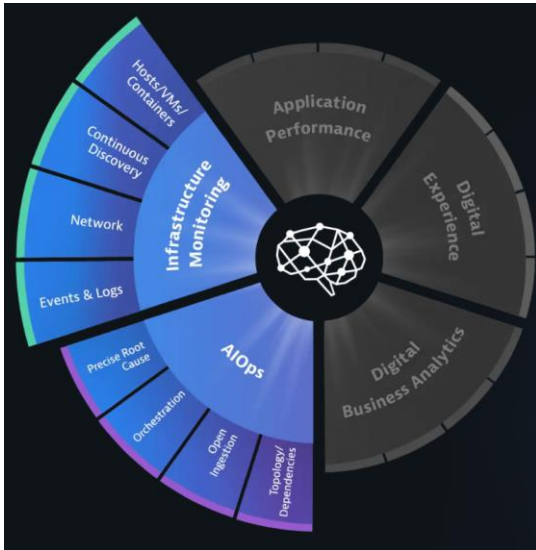 Hosts/VMs/
Containers
Continuous
Discovery
Network
Events & Logs
Infrastructure
Monitoring
Application
Performance
Digital
Experience
Digital
Business Analytics
AIOps
Precise Root
Cause
Orchestration
Open
Ingestion
Topology/
Dependencies